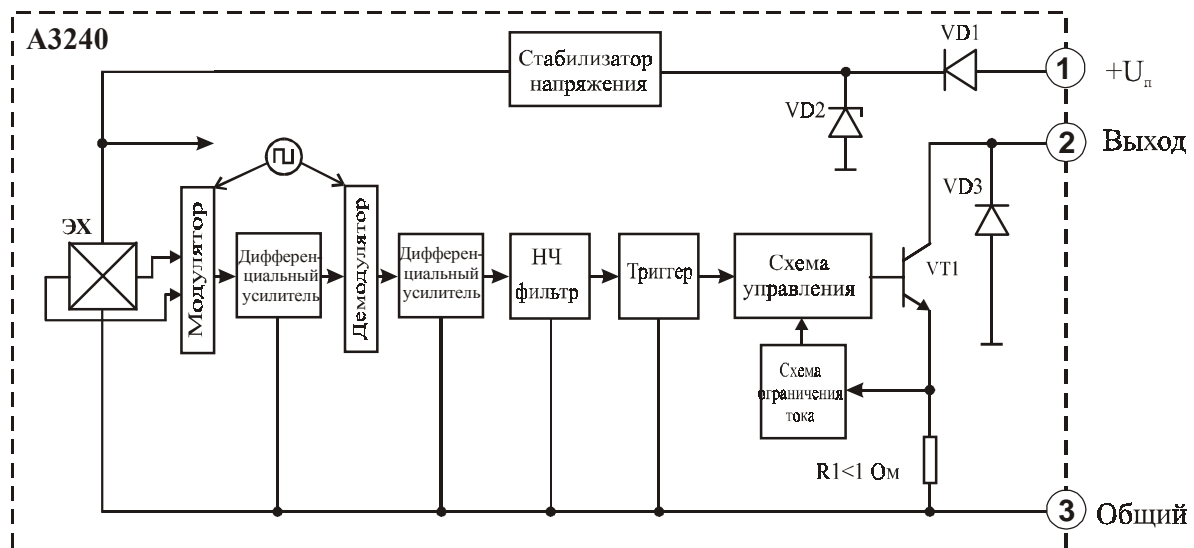 А3240
Стабилизатор
напряжения
VD1
1
+Uп
VD2
2
Выход
VD3
ЭХ
Модулятор
Дифферен-
циальный
усилитель
Демодулятор
Дифферен-
циальный
усилитель
НЧ
фильтр
Триггер
Схема
управления
VT1
Схема
ограничения
тока
R1<1 Ом
3
Общий